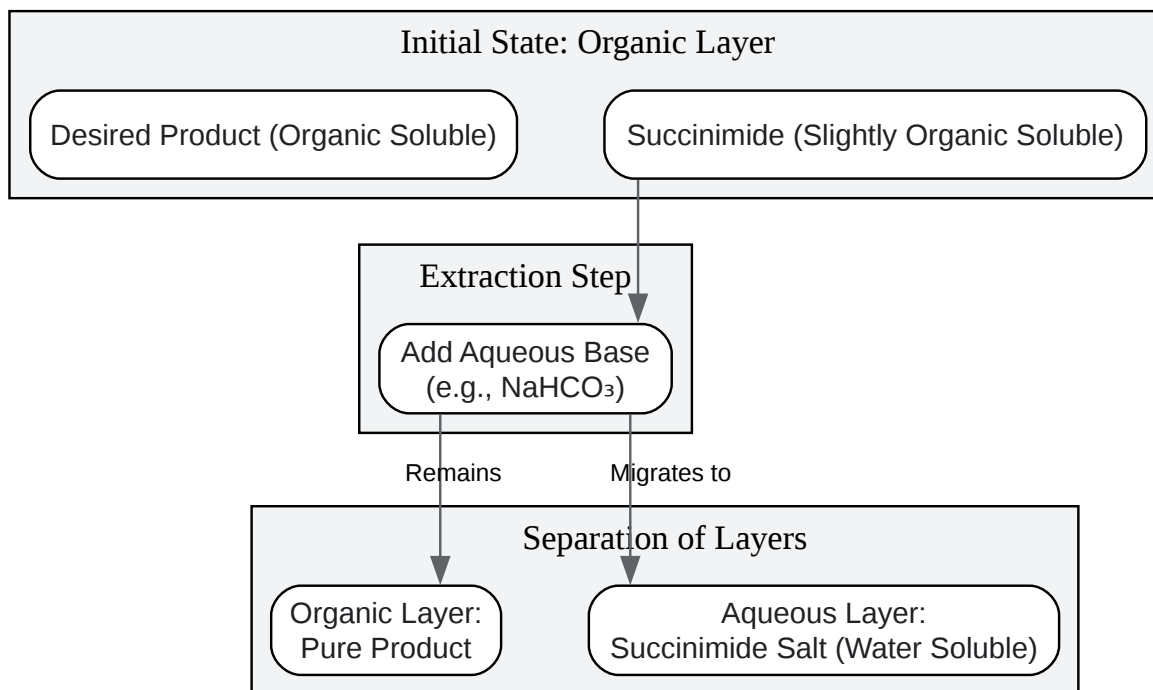 Initial State: Organic Layer
Desired Product (Organic Soluble)
Succinimide (Slightly Organic Soluble)
Extraction Step
Add Aqueous Base
(e.g., NaHCO₃)
Remains
Migrates to
Separation of Layers
Organic Layer:
Pure Product
Aqueous Layer:
Succinimide Salt (Water Soluble)